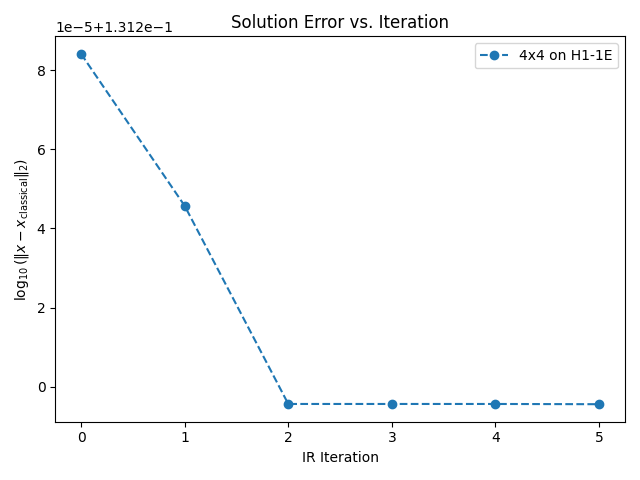 Solution Error vs. Iteration
1e−5+1.312e−1
4x4 on H1-1E
8
6
4
2
0
log10(‖x − xclassical‖2)
0 1 2 3 4 5
IR Iteration